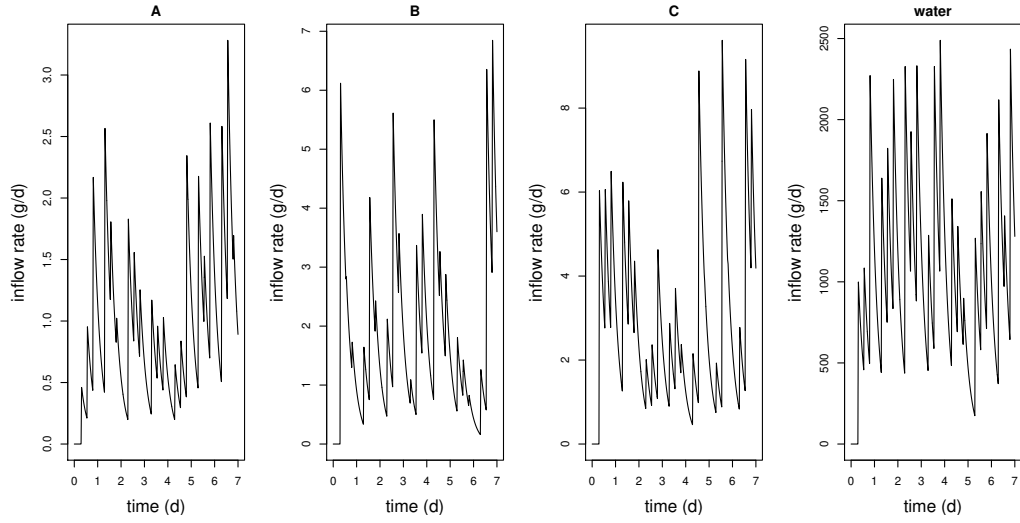 A
B
C
water
inflow rate (g/d)
0.0
0.5
1.0
1.5
2.0
2.5
3.0
inflow rate (g/d)
0
1
2
3
4
5
6
7
inflow rate (g/d)
0
2
4
6
8
inflow rate (g/d)
0
500
1000
1500
2000
2500
0 1 2 3 4 5 6 7
0 1 2 3 4 5 6 7
0 1 2 3 4 5 6 7
0 1 2 3 4 5 6 7
time (d)
time (d)
time (d)
time (d)